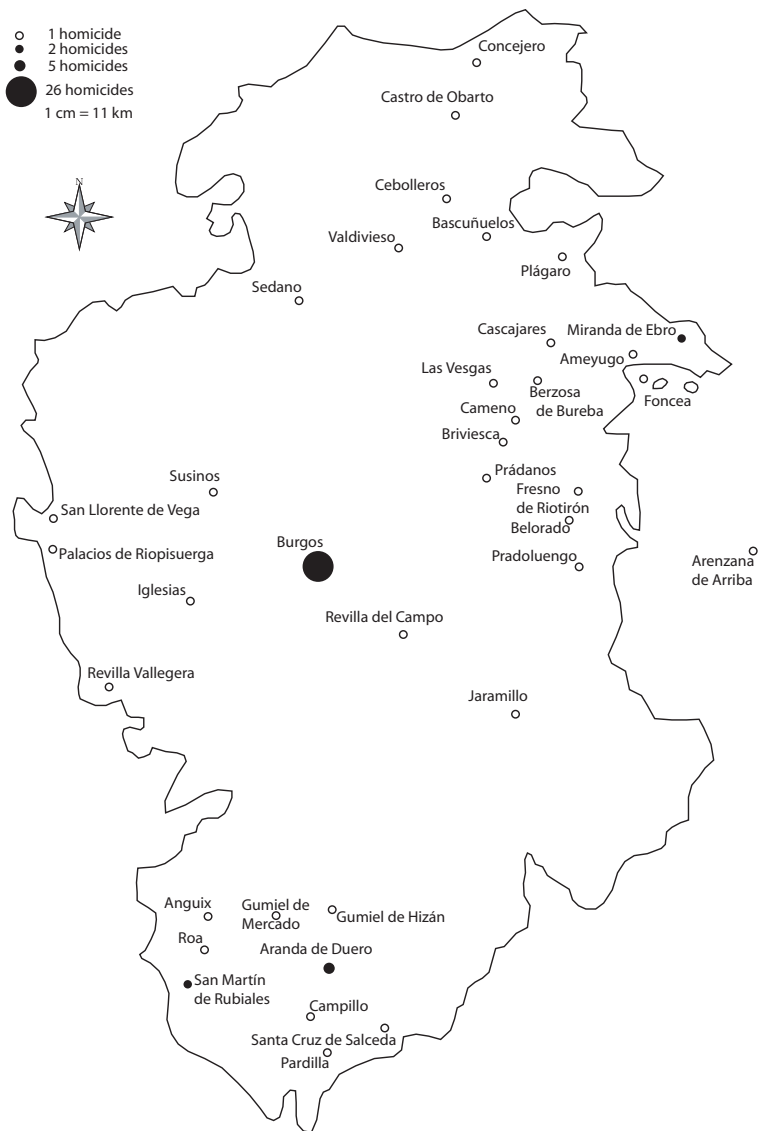 1 homicide
2 homicides
5 homicides
26 homicides
1 cm = 11 km
N
Concejero
Castro de Obarto
Cebolleros
Bascuñuelos
Valdivieso
Plágaro
Sedano
Cascajares
Miranda de Ebro
Ameyugo
Las Vesgas
Berzosa
de Bureba
Foncea
Cameno
Briviesca
Prádanos
Susinos
Fresno
de Riotirón
San Llorente de Vega
Belorado
Burgos
Palacios de Riopisuerga
Pradoluengo
Arenzana
de Arriba
Iglesias
Revilla del Campo
Revilla Vallegera
Jaramillo
Anguix
Gumiel de
Mercado
Gumiel de Hizán
Roa
Aranda de Duero
San Martín
de Rubiales
Campillo
Santa Cruz de Salceda
Pardilla